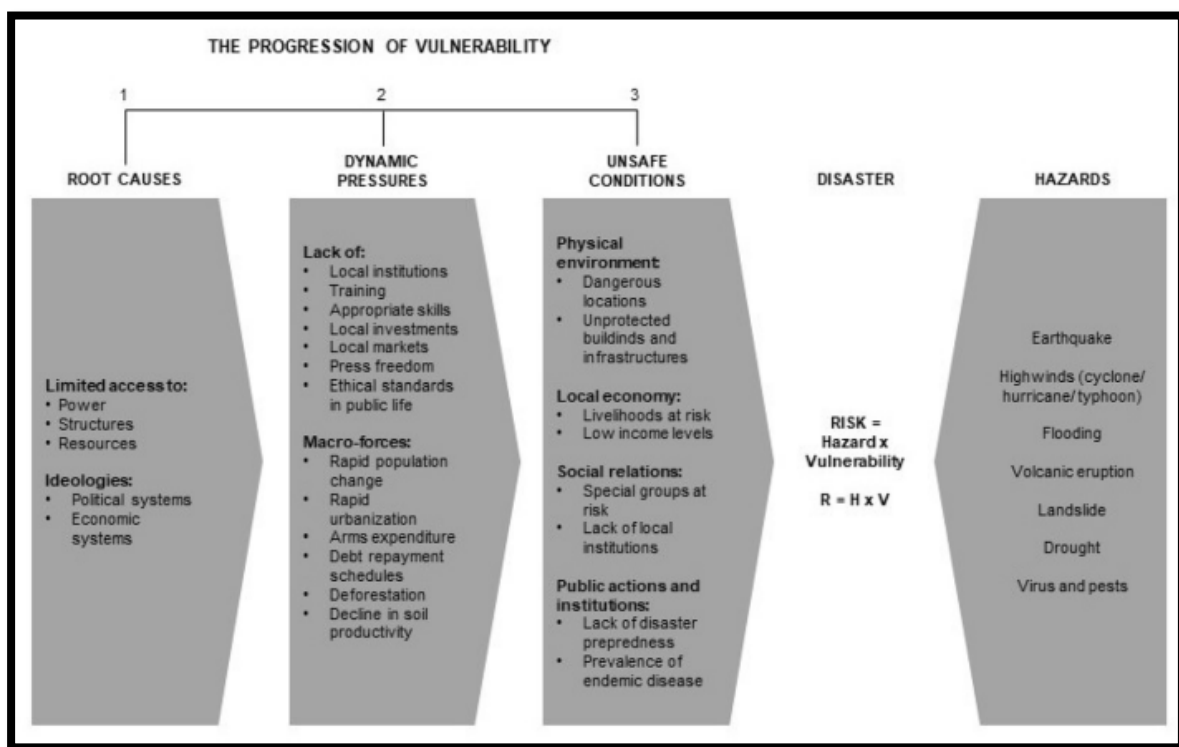 THE PROGRESSION OF VULNERABILITY
1
2
3
ROOT CAUSES
Limited access to:
• Power
• Structures
• Resources
Ideologies:
• Political systems
• Economic
systems
DYNAMIC
PRESSURES
Lack of:
• Local institutions
• Training
• Appropriate skills
• Local investments
• Local markets
• Press freedom
• Ethical standards
in public life
Macro-forces:
• Rapid population
change
• Rapid
urbanization
• Arms expenditure
• Debt repayment
schedules
• Deforestation
• Decline in soil
productivity
UNSAFE
CONDITIONS
Physical
environment:
• Dangerous
locations
• Unprotected
buildinds and
infrastructures
Local economy:
• Livelihoods at risk
• Low income levels
Social relations:
• Special groups at
risk
• Lack of local
institutions
Public actions and
institutions:
• Lack of disaster
prepredness
• Prevalence of
endemic disease
DISASTER
RISK =
Hazard x
Vulnerability
R = H x V
HAZARDS
Earthquake
Highwinds (cyclone/
hurricane/ typhoon)
Flooding
Volcanic eruption
Landslide
Drought
Virus and pests